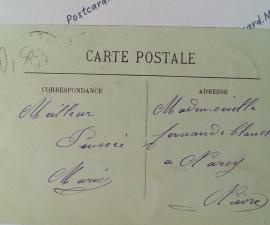 Postcard.M
CARTE POSTALE
CORRESPONDANCE
Meilleur
Pensée
Marie
ADRESSE
Mademoiselle
Fernande Blanc
a Narcy
Nièvre